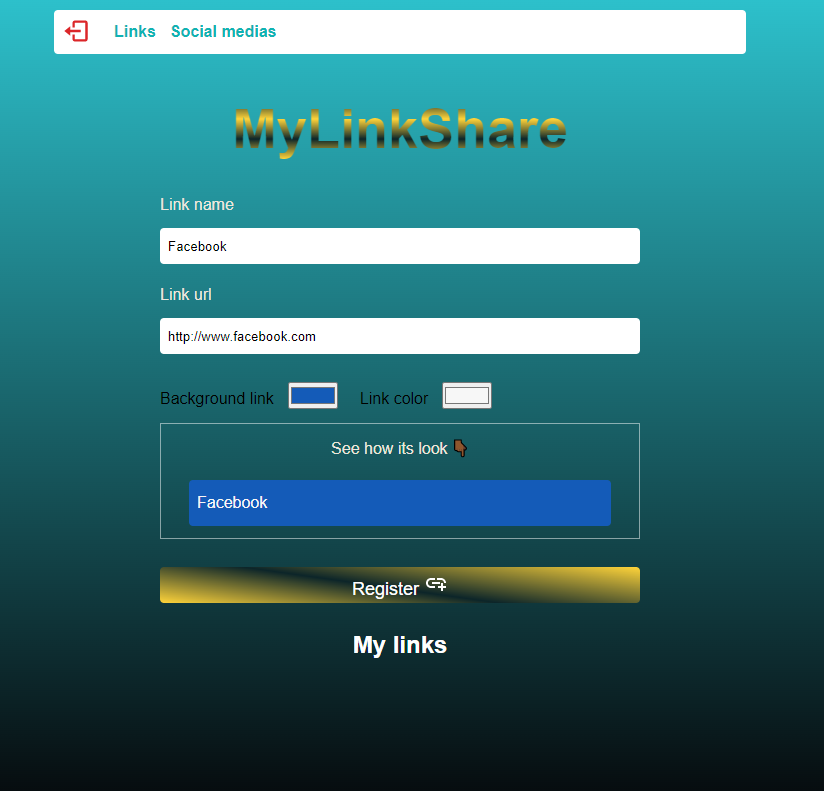 Links Social medias
MyLinkShare
Link name
Facebook
Link url
http://www.facebook.com
Background link Link color
See how its look 👇🏿
Facebook
Register
My links